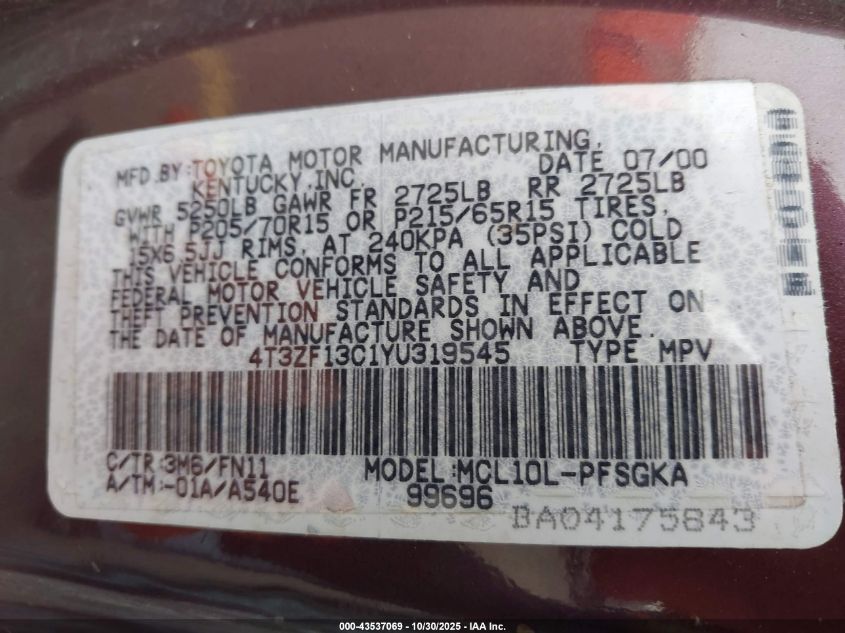 MFD.BY:TOYOTA MOTOR MANUFACTURING,
KENTUCKY,INC. DATE 07/00
GVWR 5250LB GAWR FR 2725LB RR 2725LB
WITH P205/70R15 OR P215/65R15 TIRES,
15X6.5JJ RIMS, AT 240KPA (35PSI) COLD
THIS VEHICLE CONFORMS TO ALL APPLICABLE
FEDERAL MOTOR VEHICLE SAFETY AND
THEFT PREVENTION STANDARDS IN EFFECT ON
THE DATE OF MANUFACTURE SHOWN ABOVE.
4T3ZF13C1YU319545 TYPE MPV
C/TR:3M6/FN11 MODEL:MCL10L-PFSGKA
A/TM:-01A/A540E 99696
BA04175843
000-43537069 • 10/30/2025 • IAA Inc.